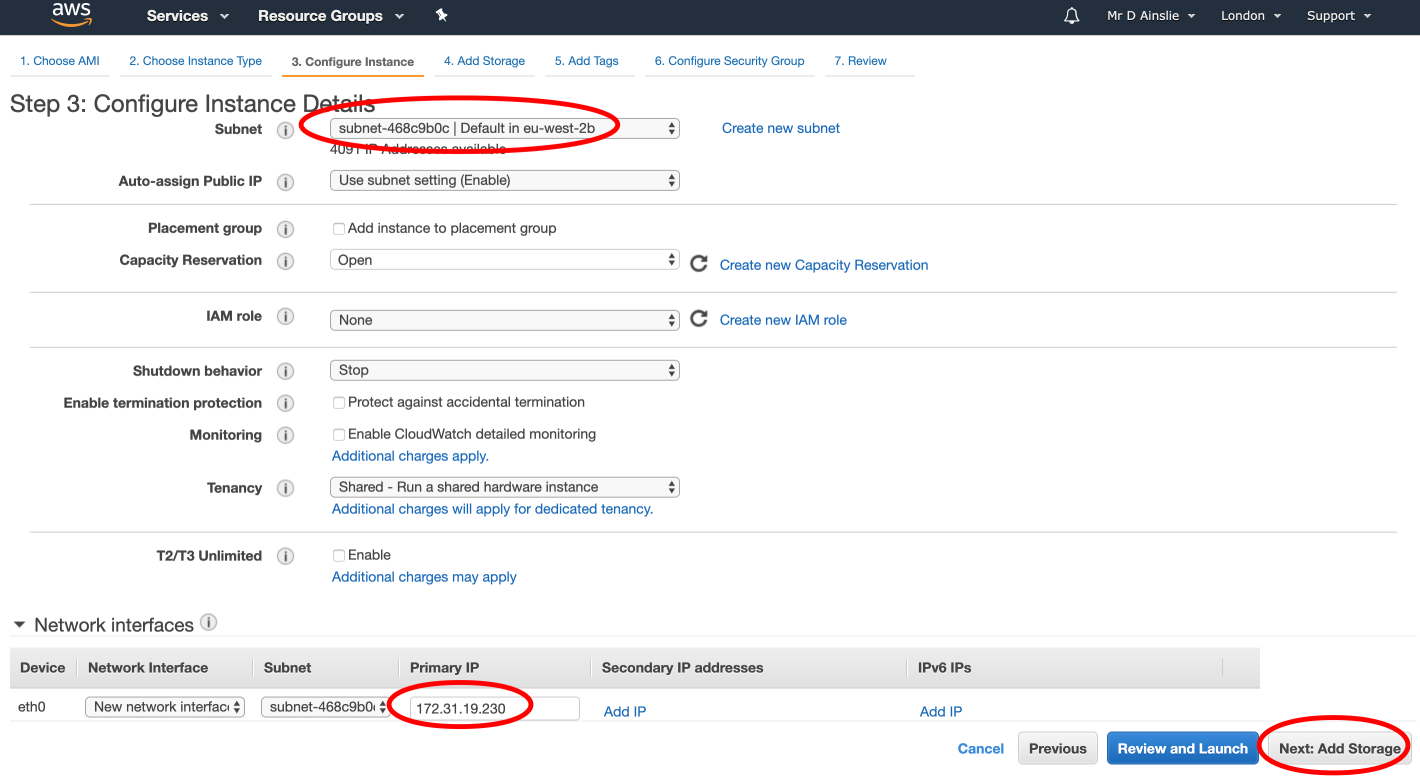 aws
Services
Resource Groups
Mr D Ainslie
London
Support
1. Choose AMI
2. Choose Instance Type
3. Configure Instance
4. Add Storage
5. Add Tags
6. Configure Security Group
7. Review
Step 3: Configure Instance Details
Subnet
subnet-468c9b0c | Default in eu-west-2b
Create new subnet
4091 IP Addresses available
Auto-assign Public IP
Use subnet setting (Enable)
Placement group
Add instance to placement group
Capacity Reservation
Open
Create new Capacity Reservation
IAM role
None
Create new IAM role
Shutdown behavior
Stop
Enable termination protection
Protect against accidental termination
Monitoring
Enable CloudWatch detailed monitoring
Additional charges apply.
Tenancy
Shared - Run a shared hardware instance
Additional charges will apply for dedicated tenancy.
T2/T3 Unlimited
Enable
Additional charges may apply
Network interfaces
Device
Network Interface
Subnet
Primary IP
Secondary IP addresses
IPv6 IPs
eth0
New network interfac
subnet-468c9b0
172.31.19.230
Add IP
Add IP
Cancel
Previous
Review and Launch
Next: Add Storage